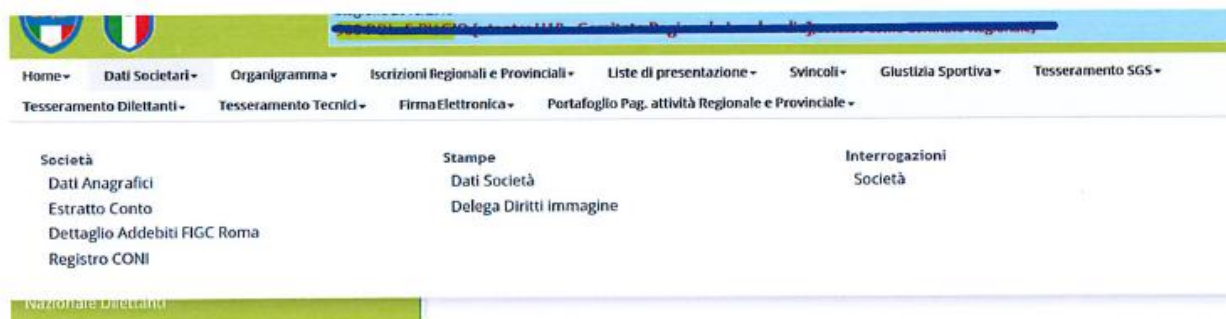 Home Dati Societari Organigramma Iscrizioni Regionali e Provinciali Liste di presentazione Svincoli Giustizia Sportiva Tesseramento SGS
Tesseramento Dilettanti Tesseramento Tecnici Firma Elettronica Portafoglio Pag. attività Regionale e Provinciale
Società Stampe Interrogazioni
Dati Anagrafici Dati Società Società
Estratto Conto Delega Diritti immagine
Dettaglio Addebiti FIGC Roma
Registro CONI
Nazionale Dilettanti